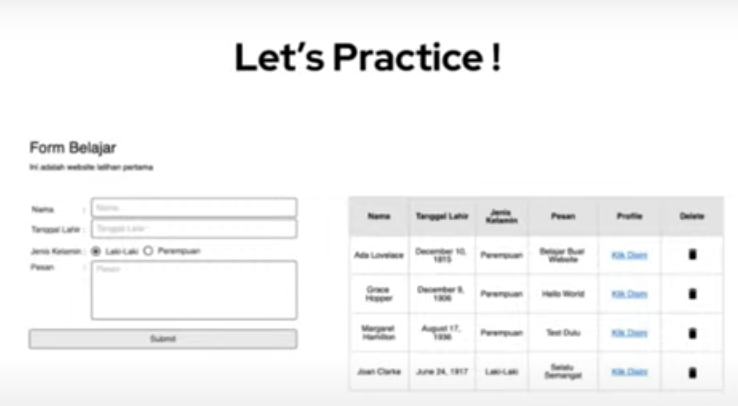 Let's Practice !
Form Belajar
Ini adalah website latihan pertama
Nama : Nama
Tanggal Lahir : Tanggal Lahir
Jenis Kelamin : Laki-Laki Perempuan
Pesan : Pesan
Submit
Nama Tanggal Lahir Jenis Kelamin Pesan Profile Delete
Ada Lovelace December 10, 1815 Perempuan Belajar Buat Website Klik Disini
Grace Hopper December 9, 1906 Perempuan Hello World Klik Disini
Margaret Hamilton August 17, 1936 Perempuan Test Dulu Klik Disini
Joan Clarke June 24, 1917 Laki-Laki Selalu Semangat Klik Disini